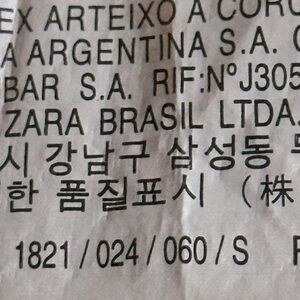 EX ARTEIXO A CORU
A ARGENTINA S.A. C
BAR S.A. RIF:NºJ305
ZARA BRASIL LTDA.
시 강남구 삼성동
한 품질표시 (株
1821/024/060/S